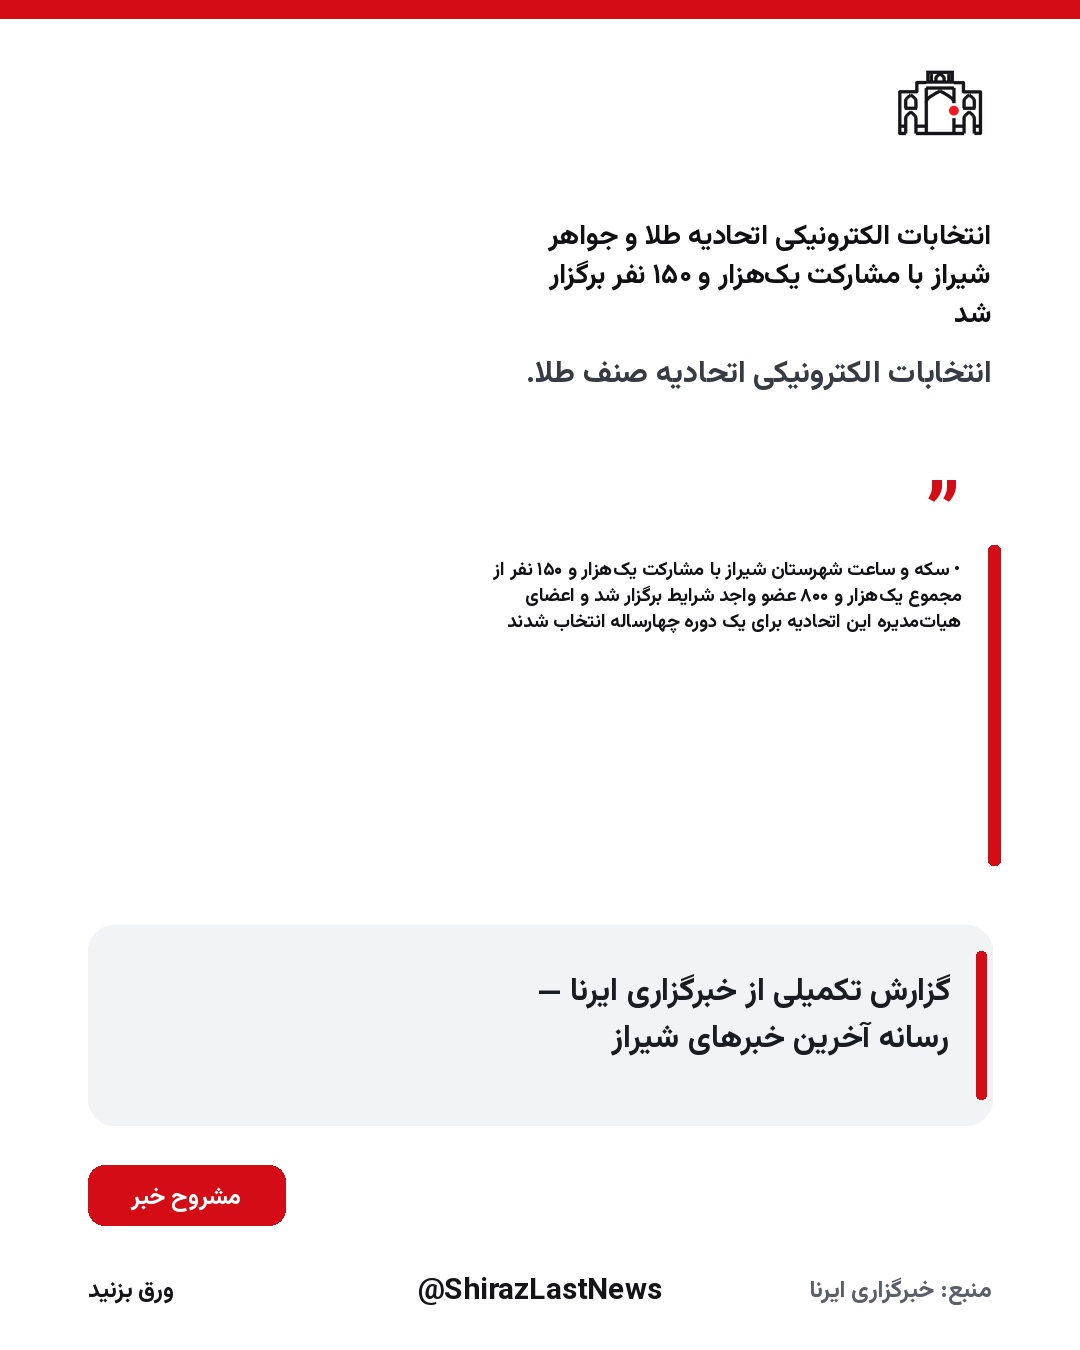 انتخابات الکترونیکی اتحادیه طلا و جواهر
شیراز با مشارکت یک‌هزار و ۱۵۰ نفر برگزار
شد
انتخابات الکترونیکی اتحادیه صنف طلا.
”
• سکه و ساعت شهرستان شیراز با مشارکت یک‌هزار و ۱۵۰ نفر از
مجموع یک‌هزار و ۸۰۰ عضو واجد شرایط برگزار شد و اعضای
هیات‌مدیره این اتحادیه برای یک دوره چهارساله انتخاب شدند
گزارش تکمیلی از خبرگزاری ایرنا —
رسانه آخرین خبرهای شیراز
مشروح خبر
منبع: خبرگزاری ایرنا
@ShirazLastNews
ورق بزنید